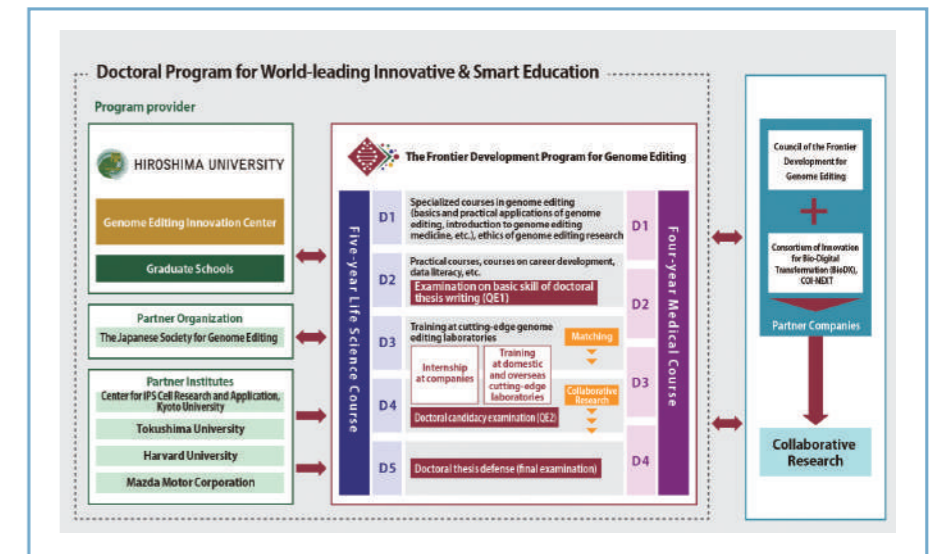 Doctoral Program for World-leading Innovative & Smart Education
Program provider
HIROSHIMA UNIVERSITY
Genome Editing Innovation Center
Graduate Schools
Partner Organization
The Japanese Society for Genome Editing
Partner Institutes
Center for iPS Cell Research and Application,
Kyoto University
Tokushima University
Harvard University
Mazda Motor Corporation
The Frontier Development Program for Genome Editing
Five-year Life Science Course
D1
Specialized courses in genome editing
(basics and practical applications of genome
editing, introduction to genome editing
medicine, etc.), ethics of genome editing research
D2
Practical courses, courses on career development,
data literacy, etc.
Examination on basic skill of doctoral
thesis writing (QE1)
D3
Training at cutting-edge genome
editing laboratories
Matching
Internship
at companies
Training
at domestic
and overseas
cutting-edge
laboratories
D4
Collaborative
Research
Doctoral candidacy examination (QE2)
D5
Doctoral thesis defense (final examination)
D1
D2
D3
D4
Four-year Medical Course
Council of the Frontier
Development for
Genome Editing
+
Consortium of Innovation
for Bio-Digital
Transformation (BioDX),
COI-NEXT
Partner Companies
Collaborative
Research